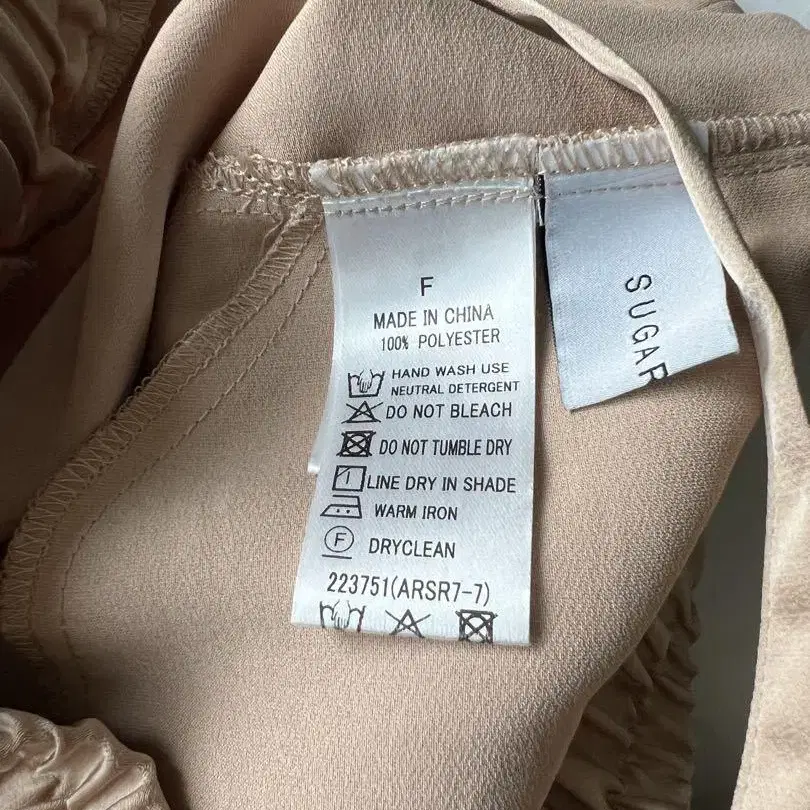 F
MADE IN CHINA
100% POLYESTER
HAND WASH USE
NEUTRAL DETERGENT
DO NOT BLEACH
DO NOT TUMBLE DRY
LINE DRY IN SHADE
WARM IRON
F DRYCLEAN
223751(ARSR7-7)
SUGAR